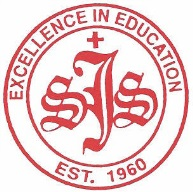 EXCELLENCE IN EDUCATION
SJS
EST. 1960